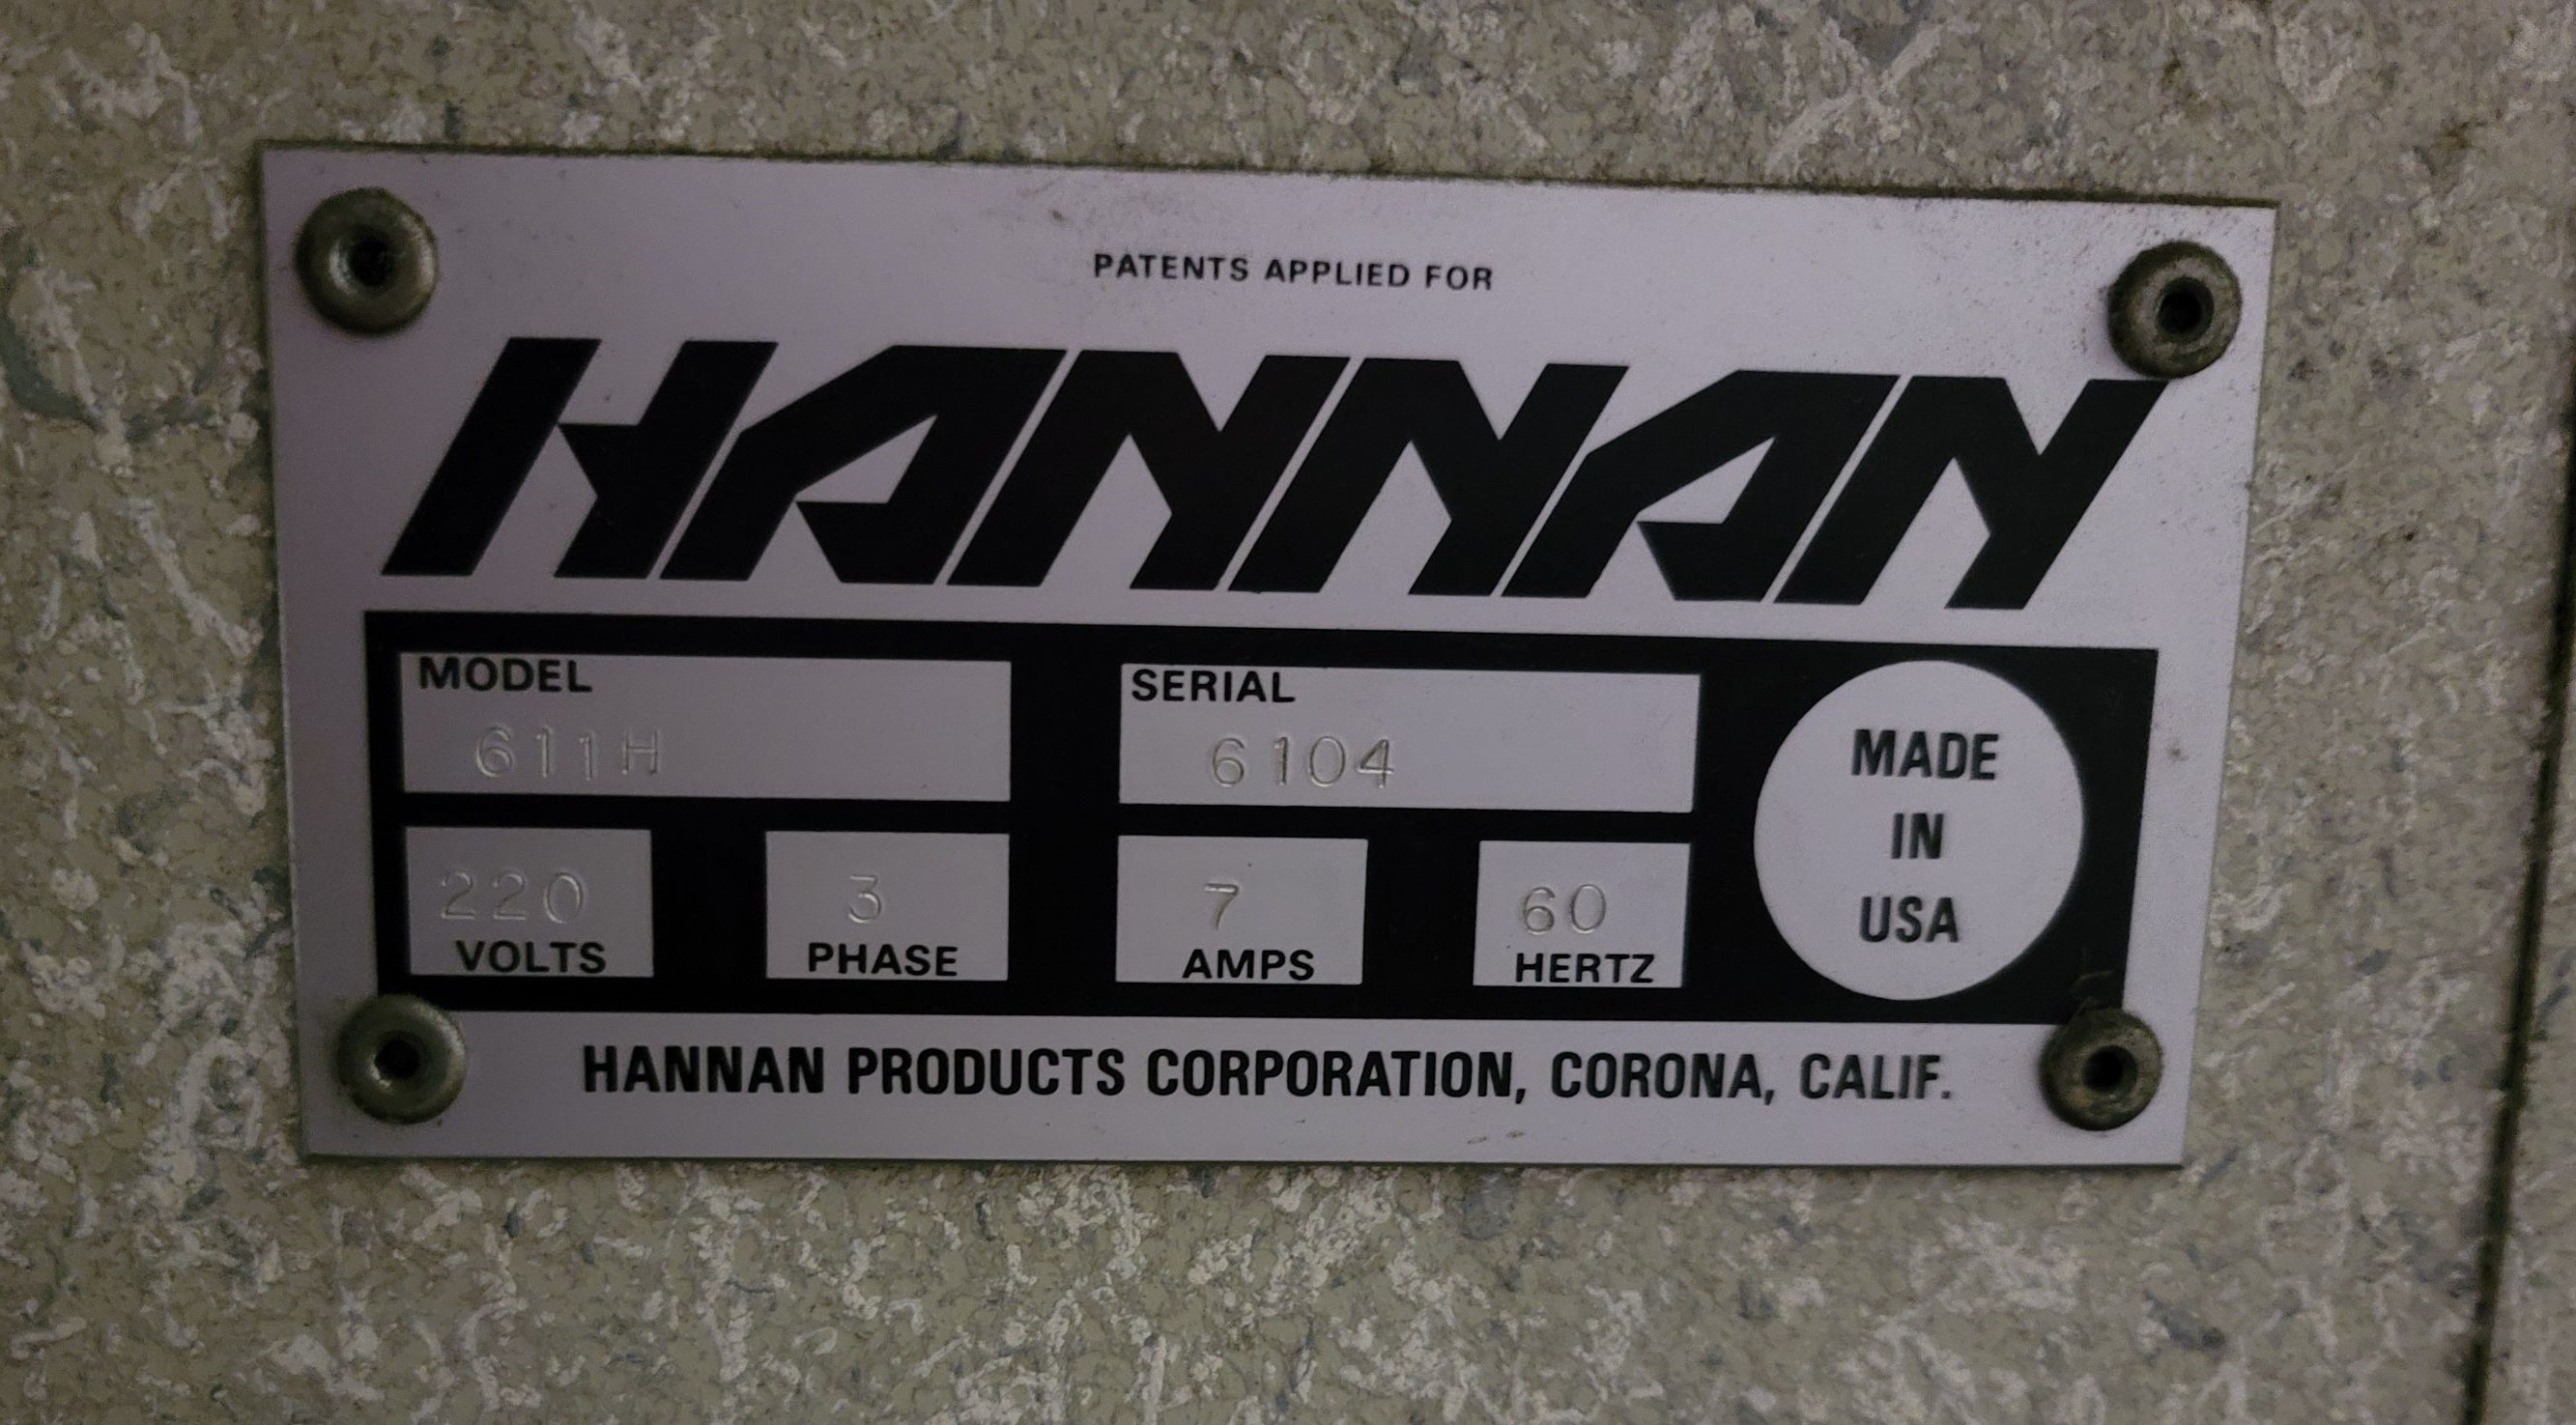 PATENTS APPLIED FOR
HANNAN
MODEL
611H
SERIAL
6104
220
VOLTS
3
PHASE
7
AMPS
60
HERTZ
MADE
IN
USA
HANNAN PRODUCTS CORPORATION, CORONA, CALIF.